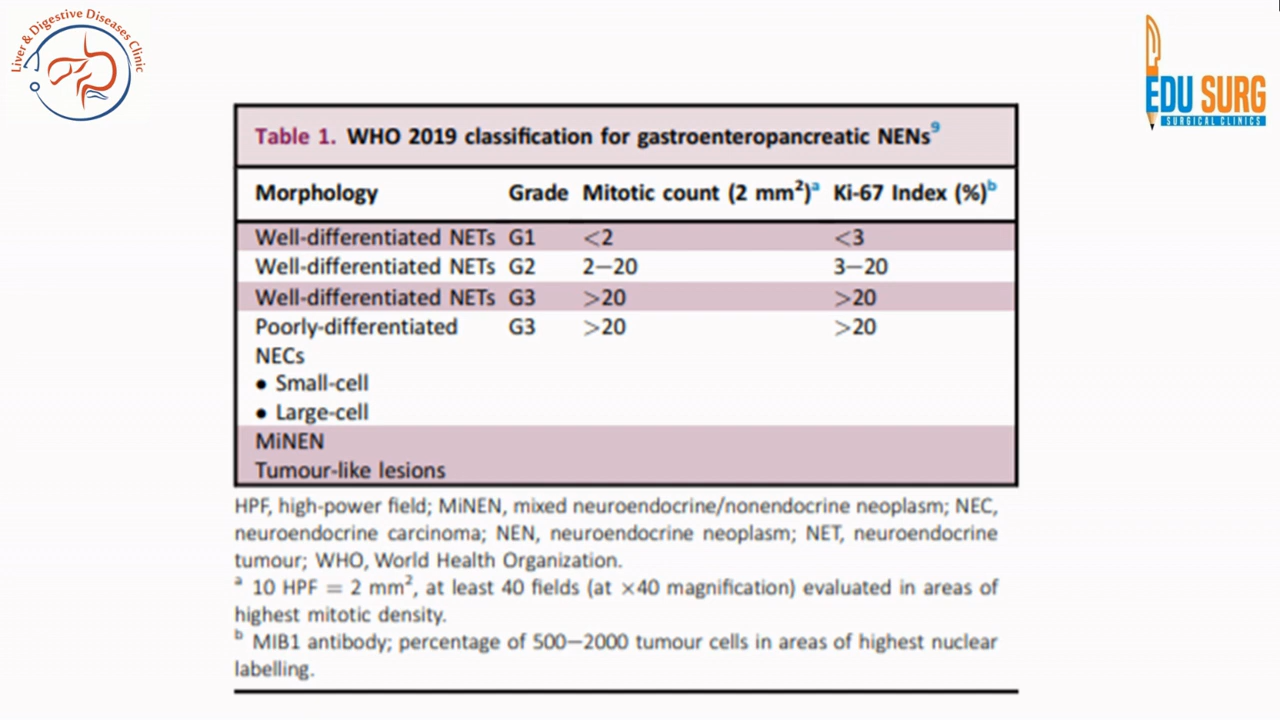 Liver & Digestive Diseases Clinic
EDU SURG
SURGICAL CLINICS
Table 1. WHO 2019 classification for gastroenteropancreatic NENs⁹
Morphology Grade Mitotic count (2 mm²)ᵃ Ki-67 Index (%)ᵇ
Well-differentiated NETs G1 <2 <3
Well-differentiated NETs G2 2–20 3–20
Well-differentiated NETs G3 >20 >20
Poorly-differentiated G3 >20 >20
NECs
• Small-cell
• Large-cell
MiNEN
Tumour-like lesions
HPF, high-power field; MiNEN, mixed neuroendocrine/nonendocrine neoplasm; NEC,
neuroendocrine carcinoma; NEN, neuroendocrine neoplasm; NET, neuroendocrine
tumour; WHO, World Health Organization.
ᵃ 10 HPF = 2 mm², at least 40 fields (at ×40 magnification) evaluated in areas of
highest mitotic density.
ᵇ MIB1 antibody; percentage of 500–2000 tumour cells in areas of highest nuclear
labelling.